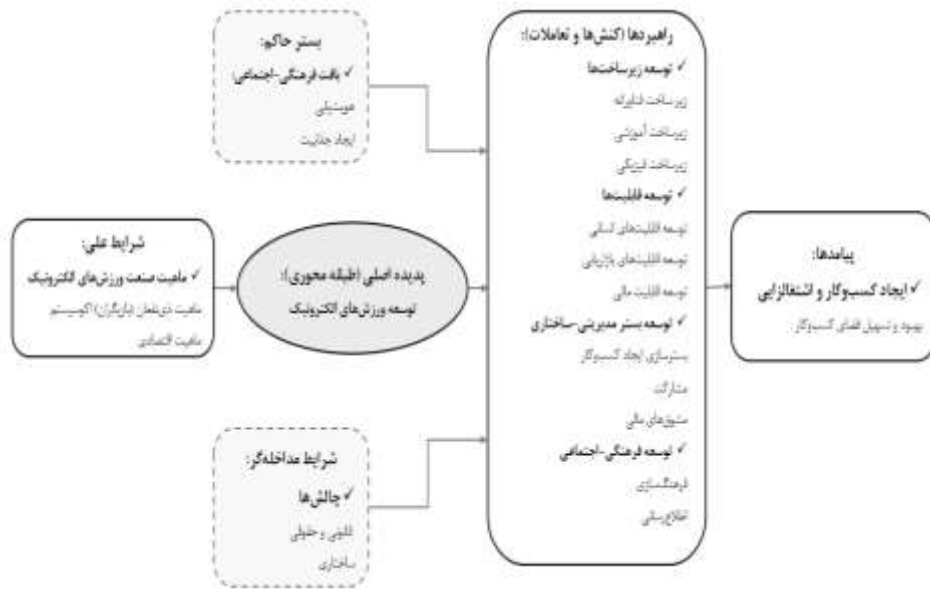 بستر حاکم:
✓ بافت فرهنگی-اجتماعی
هویت‌یابی
ایجاد جذابیت
شرایط علی:
✓ ماهیت صنعت ورزش‌های الکترونیک
ماهیت ذی‌نفعان (بازیگران) اکوسیستم
ماهیت اقتصادی
پدیده اصلی (طبقه محوری):
توسعه ورزش‌های الکترونیک
شرایط مداخله‌گر:
✓ چالش‌ها
قانونی و حقوقی
ساختاری
راهبردها (کنش‌ها و تعاملات):
✓ توسعه زیرساخت‌ها
زیرساخت فناورانه
زیرساخت آموزشی
زیرساخت فیزیکی
✓ توسعه قابلیت‌ها
توسعه قابلیت‌های انسانی
توسعه قابلیت‌های بازاریابی
توسعه قابلیت مالی
✓ توسعه بستر مدیریتی-ساختاری
بسترسازی ایجاد کسب‌وکار
مشارکت
مشوق‌های مالی
✓ توسعه فرهنگی-اجتماعی
فرهنگ‌سازی
اطلاع‌رسانی
پیامدها:
✓ ایجاد کسب‌وکار و اشتغالزایی
بهبود و تسهیل فضای کسب‌وکار